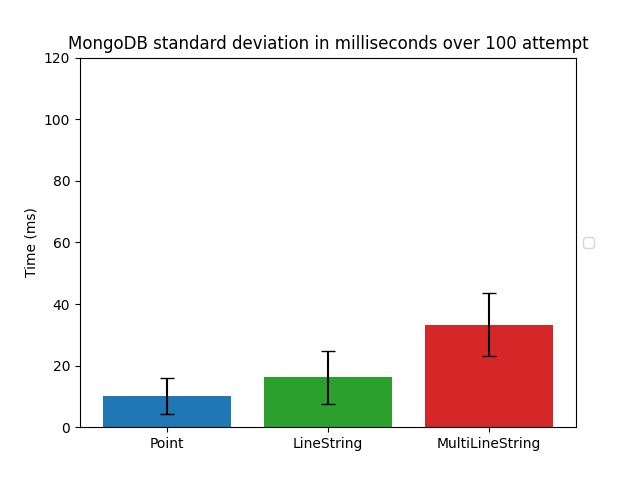 MongoDB standard deviation in milliseconds over 100 attempt
120
100
80
60
40
20
0
Time (ms)
Point
LineString
MultiLineString